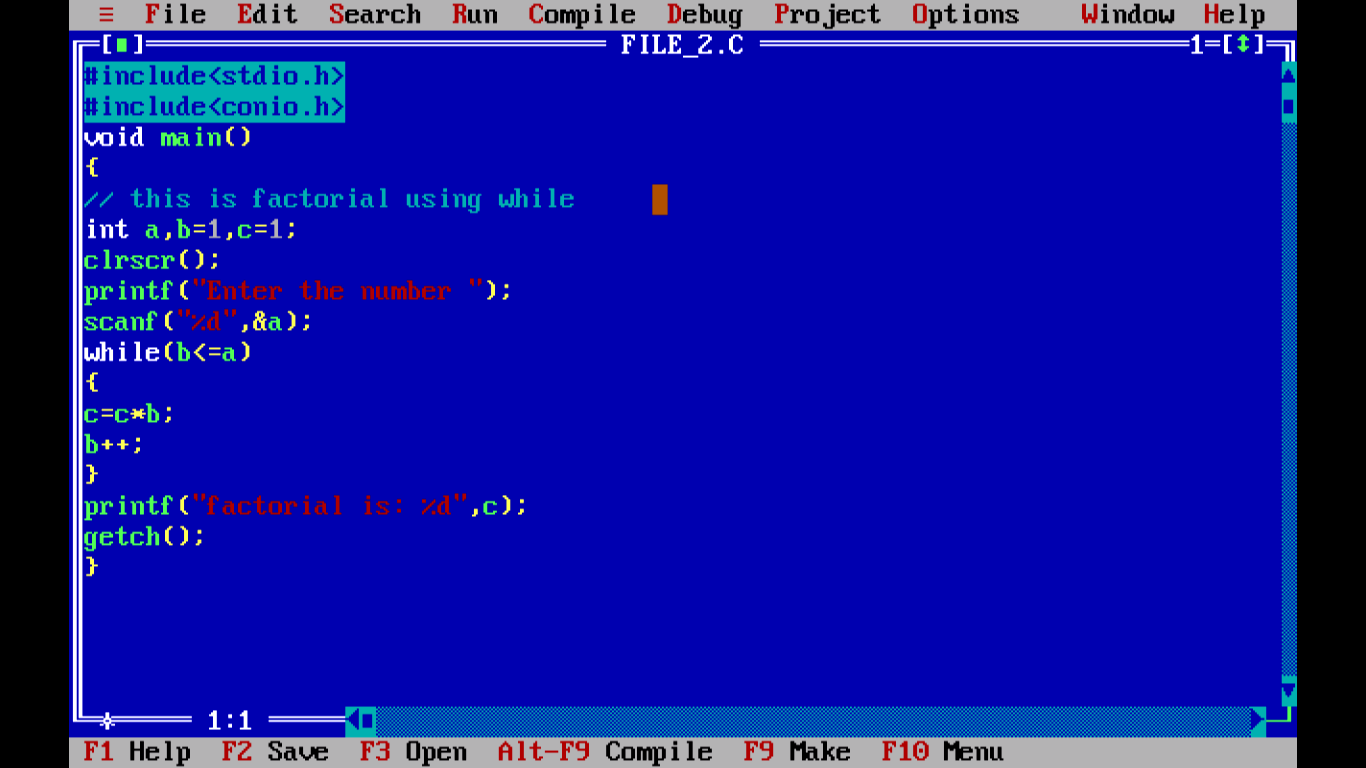 ≡ File Edit Search Run Compile Debug Project Options Window Help
[■] FILE_2.C 1=[↕]
#include<stdio.h>
#include<conio.h>
void main()
{
// this is factorial using while
int a,b=1,c=1;
clrscr();
printf("Enter the number ");
scanf("%d",&a);
while(b<=a)
{
c=c*b;
b++;
}
printf("factorial is: %d",c);
getch();
}
1:1
F1 Help F2 Save F3 Open Alt-F9 Compile F9 Make F10 Menu